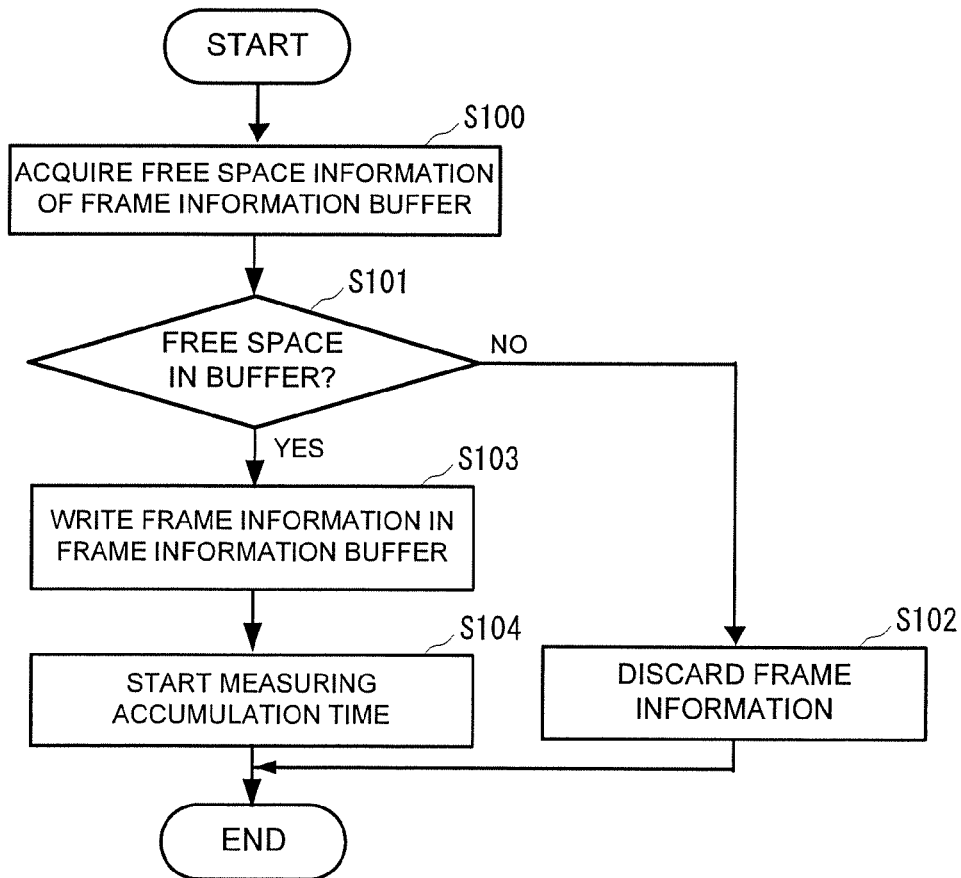 START
S100
ACQUIRE FREE SPACE INFORMATION
OF FRAME INFORMATION BUFFER
S101
FREE SPACE
IN BUFFER?
NO
YES
S103
WRITE FRAME INFORMATION IN
FRAME INFORMATION BUFFER
S104
START MEASURING
ACCUMULATION TIME
S102
DISCARD FRAME
INFORMATION
END